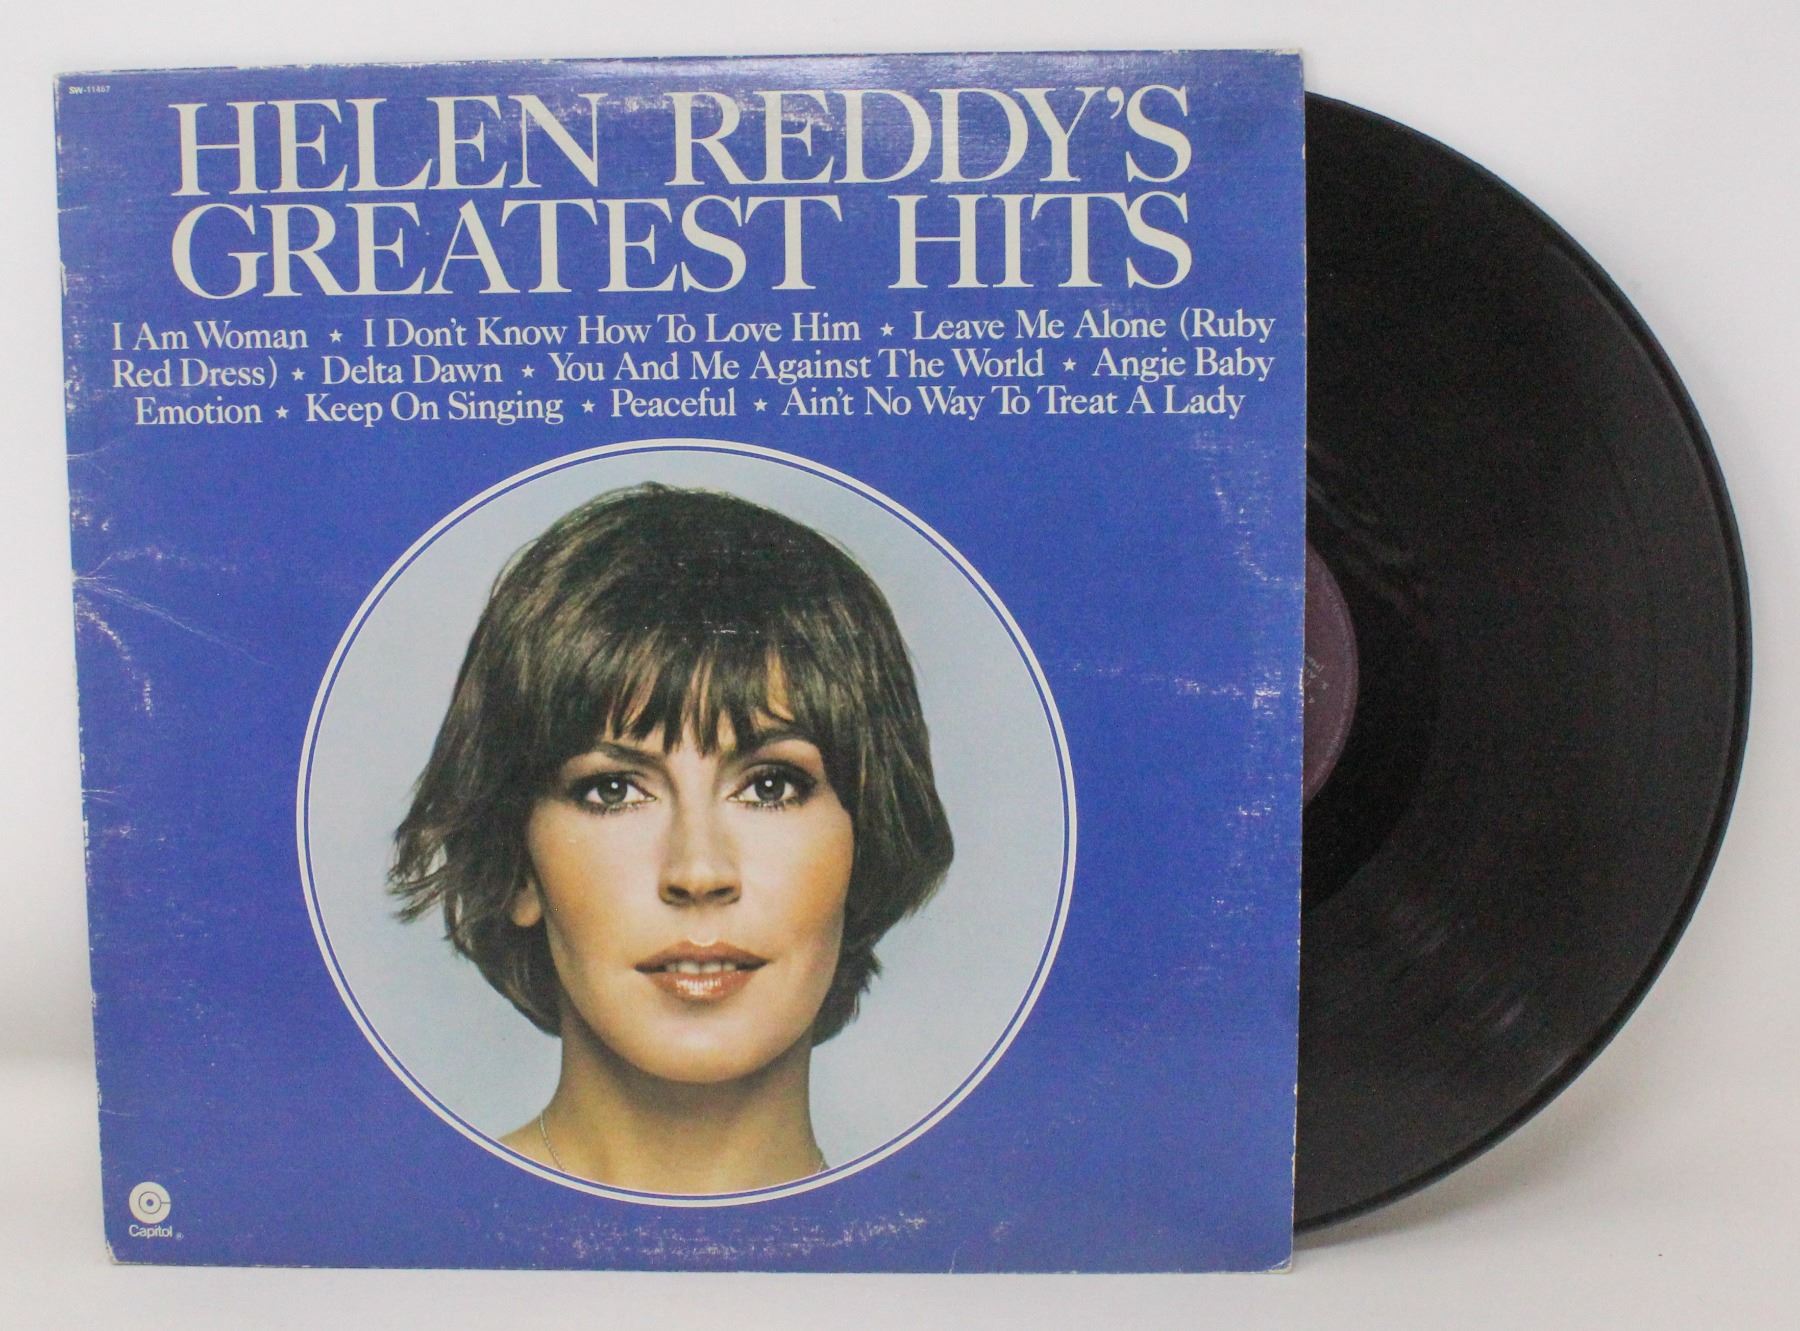 SW-11467
HELEN REDDY'S
GREATEST HITS
I Am Woman ★ I Don't Know How To Love Him ★ Leave Me Alone (Ruby
Red Dress) ★ Delta Dawn ★ You And Me Against The World ★ Angie Baby
Emotion ★ Keep On Singing ★ Peaceful ★ Ain't No Way To Treat A Lady
Capitol ®